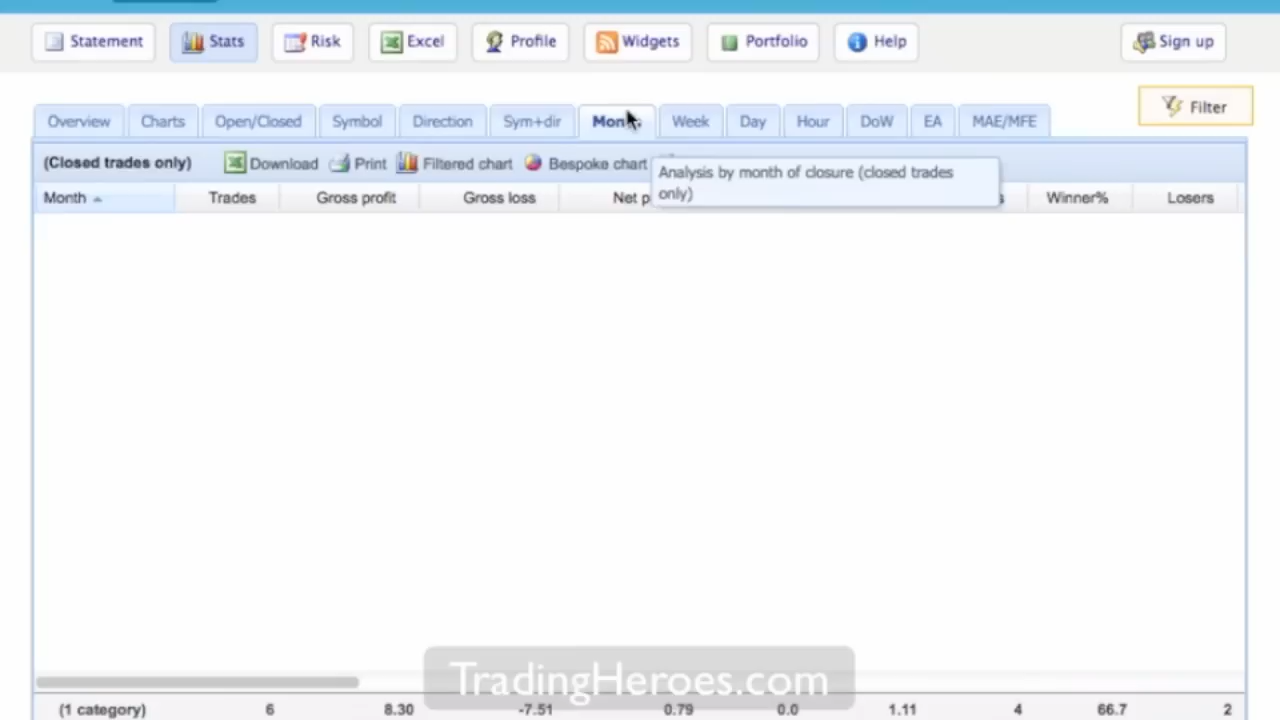 Statement Stats Risk Excel Profile Widgets Portfolio Help Sign up
Filter
Overview Charts Open/Closed Symbol Direction Sym+dir Week Day Hour DoW EA MAE/MFE
(Closed trades only) Download Print Filtered chart Bespoke chart
Analysis by month of closure (closed trades
only)
Month Trades Gross profit Gross loss Net p Winner% Losers
TradingHeroes.com
(1 category) 6 8.30 -7.51 0.79 0.0 1.11 4 66.7 2